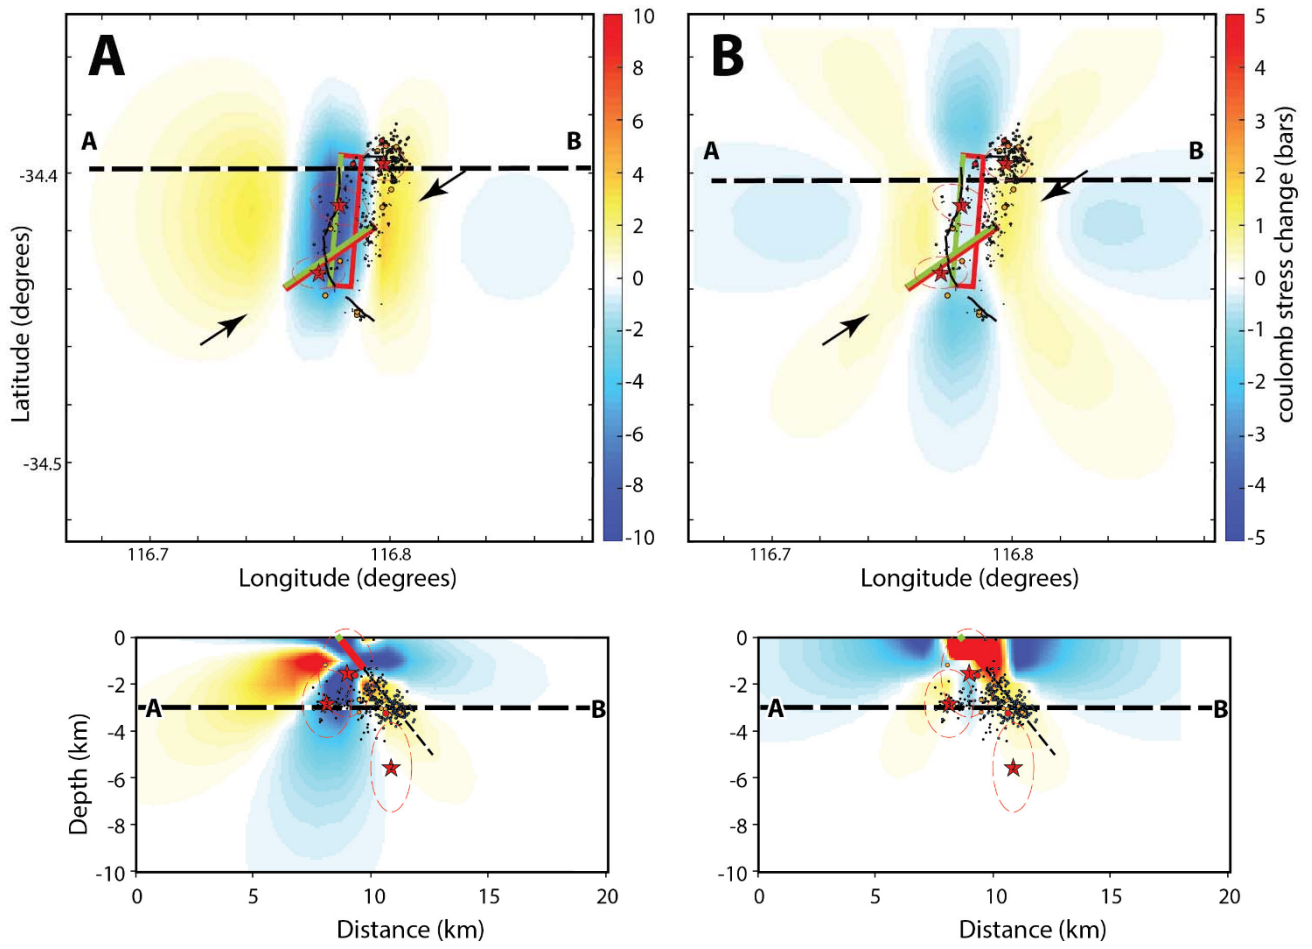 A
B
10
8
6
4
2
0
-2
-4
-6
-8
-10
5
4
3
2
1
0
-1
-2
-3
-4
-5
coulomb stress change (bars)
A
B
A
B
-34.4
-34.5
Latitude (degrees)
116.7
116.8
116.7
116.8
Longitude (degrees)
Longitude (degrees)
0
-2
-4
-6
-8
-10
Depth (km)
A
B
0
5
10
15
20
Distance (km)
0
-2
-4
-6
-8
-10
A
B
0
5
10
15
20
Distance (km)